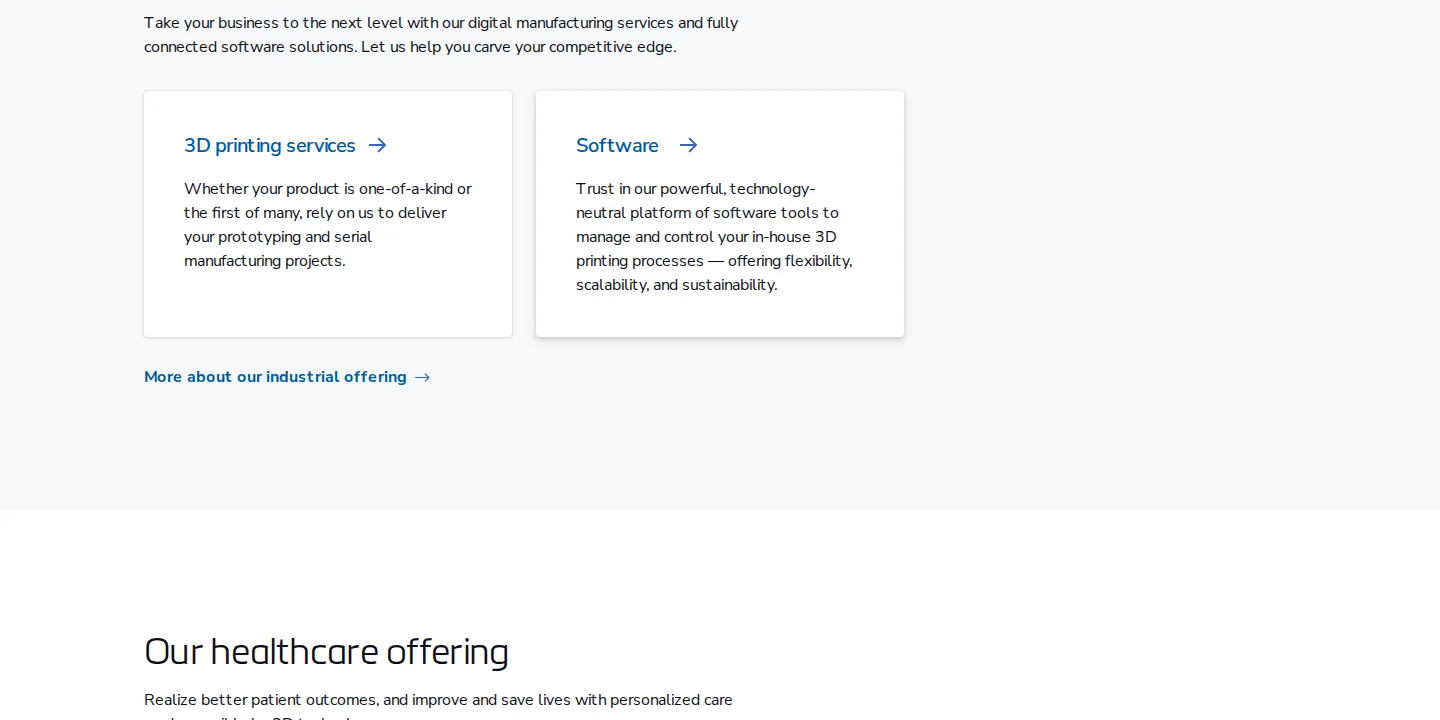 Take your business to the next level with our digital manufacturing services and fully
connected software solutions. Let us help you carve your competitive edge.
3D printing services
Whether your product is one-of-a-kind or
the first of many, rely on us to deliver
your prototyping and serial
manufacturing projects.
Software
Trust in our powerful, technology-
neutral platform of software tools to
manage and control your in-house 3D
printing processes — offering flexibility,
scalability, and sustainability.
More about our industrial offering
Our healthcare offering
Realize better patient outcomes, and improve and save lives with personalized care